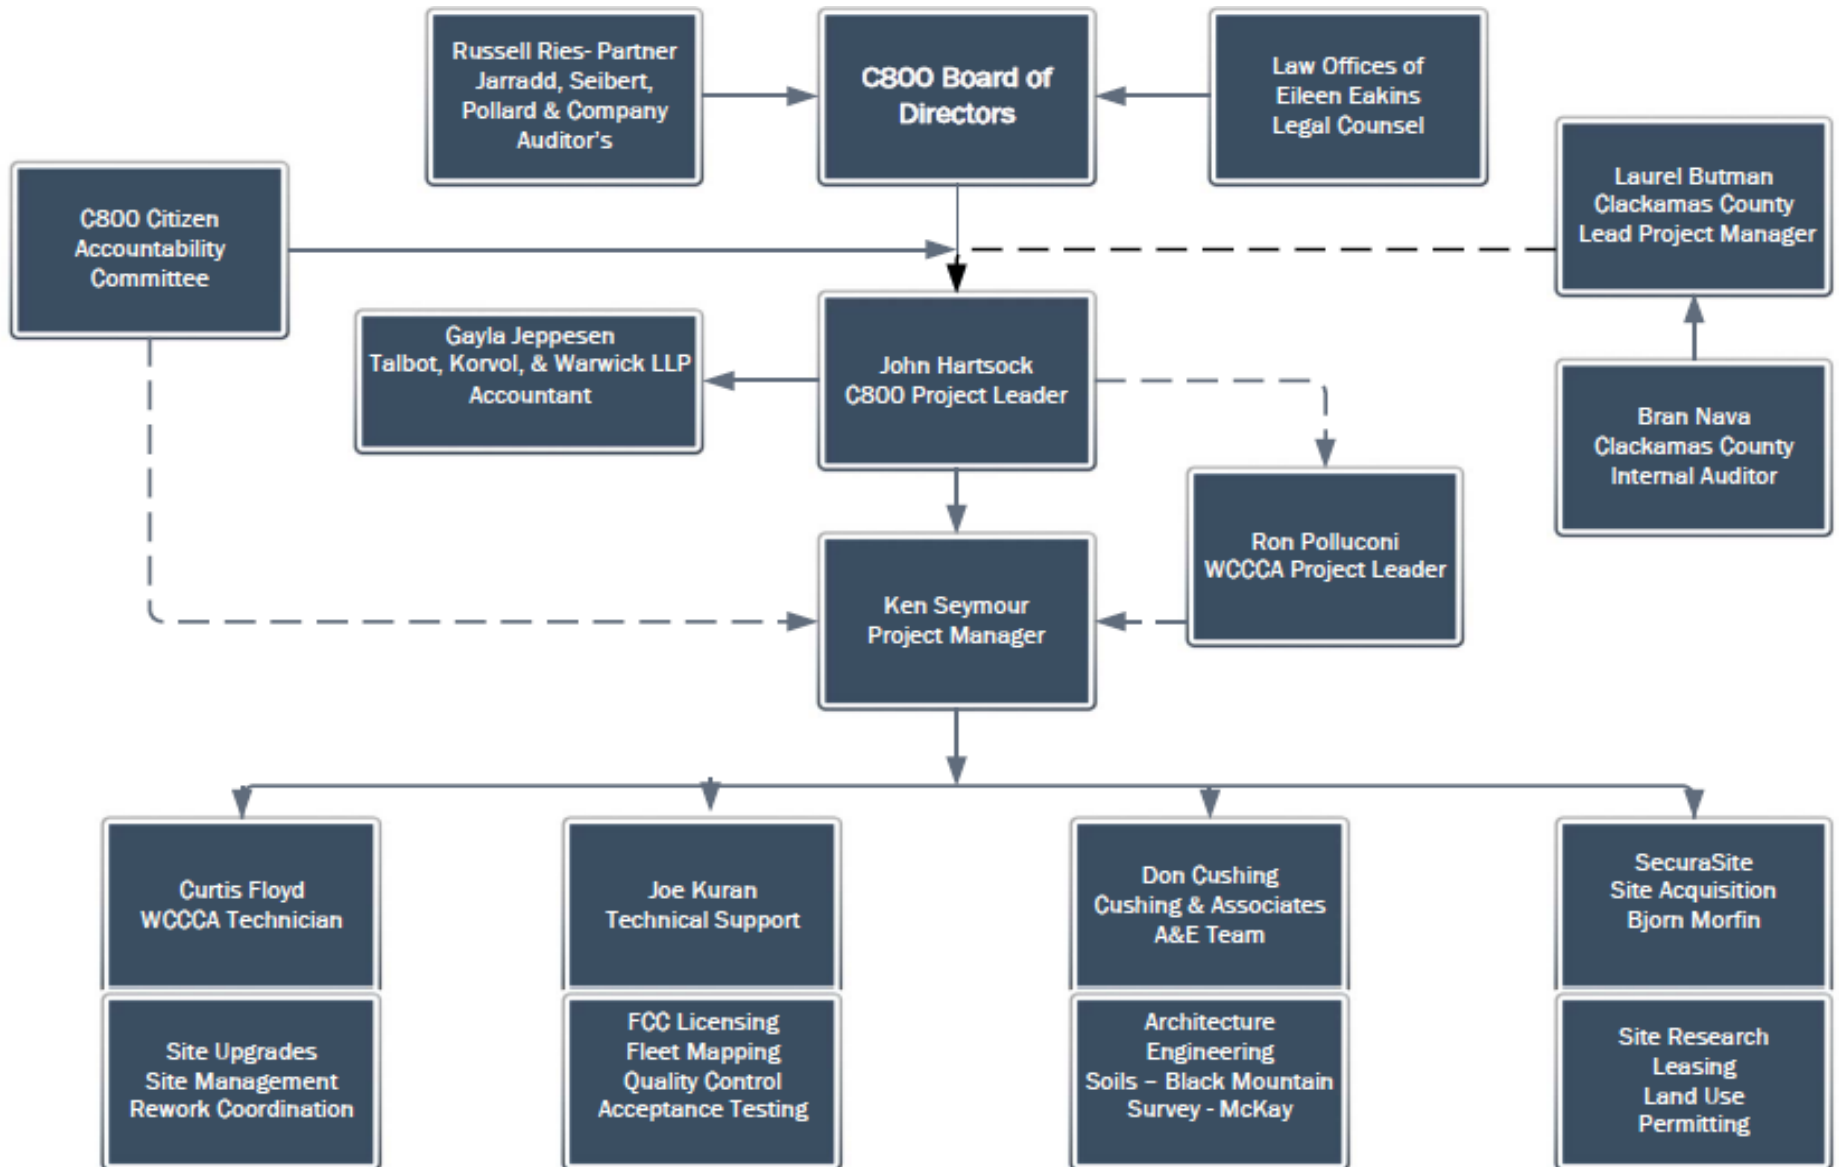 Russell Ries- Partner
Jarradd, Seibert,
Pollard & Company
Auditor's
C800 Board of
Directors
Law Offices of
Eileen Eakins
Legal Counsel
Laurel Butman
Clackamas County
Lead Project Manager
C800 Citizen
Accountability
Committee
Gayla Jeppesen
Talbot, Korvol, & Warwick LLP
Accountant
John Hartsock
C800 Project Leader
Bran Nava
Clackamas County
Internal Auditor
Ron Polluconi
WCCCA Project Leader
Ken Seymour
Project Manager
Curtis Floyd
WCCCA Technician
Joe Kuran
Technical Support
Don Cushing
Cushing & Associates
A&E Team
SecuraSite
Site Acquisition
Bjorn Morfin
Site Upgrades
Site Management
Rework Coordination
FCC Licensing
Fleet Mapping
Quality Control
Acceptance Testing
Architecture
Engineering
Soils – Black Mountain
Survey - McKay
Site Research
Leasing
Land Use
Permitting